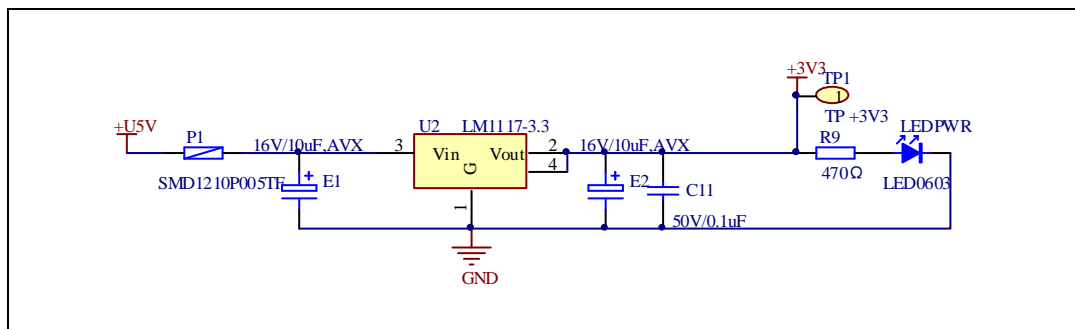 +3V3
TP1
1
TP +3V3
+U5V
P1
16V/10uF,AVX
U2
LM1117-3.3
3
Vin
Vout
G
2
4
1
16V/10uF,AVX
R9
LEDPWR
SMD1210P005TF
E1
E2
C11
470Ω
LED0603
50V/0.1uF
GND